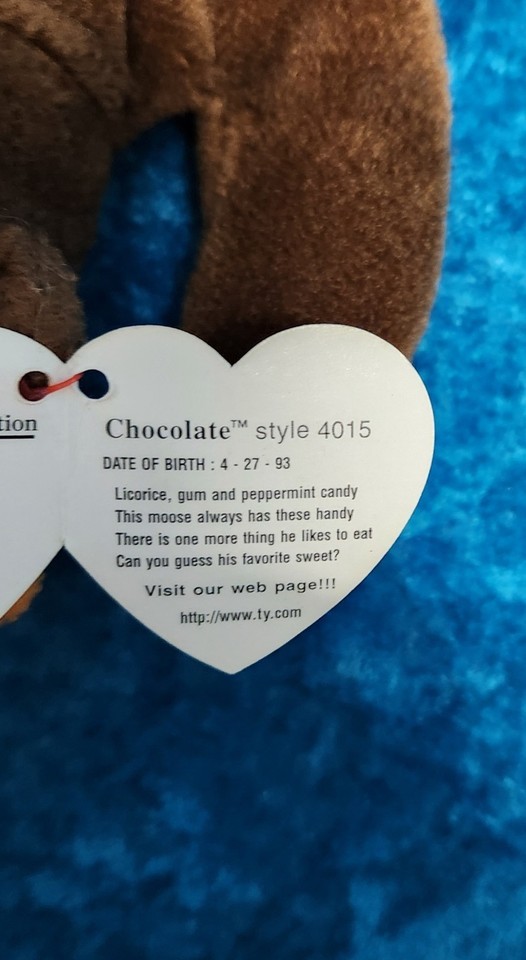 tion
Chocolate™ style 4015
DATE OF BIRTH : 4 - 27 - 93
Licorice, gum and peppermint candy
This moose always has these handy
There is one more thing he likes to eat
Can you guess his favorite sweet?
Visit our web page!!!
http://www.ty.com